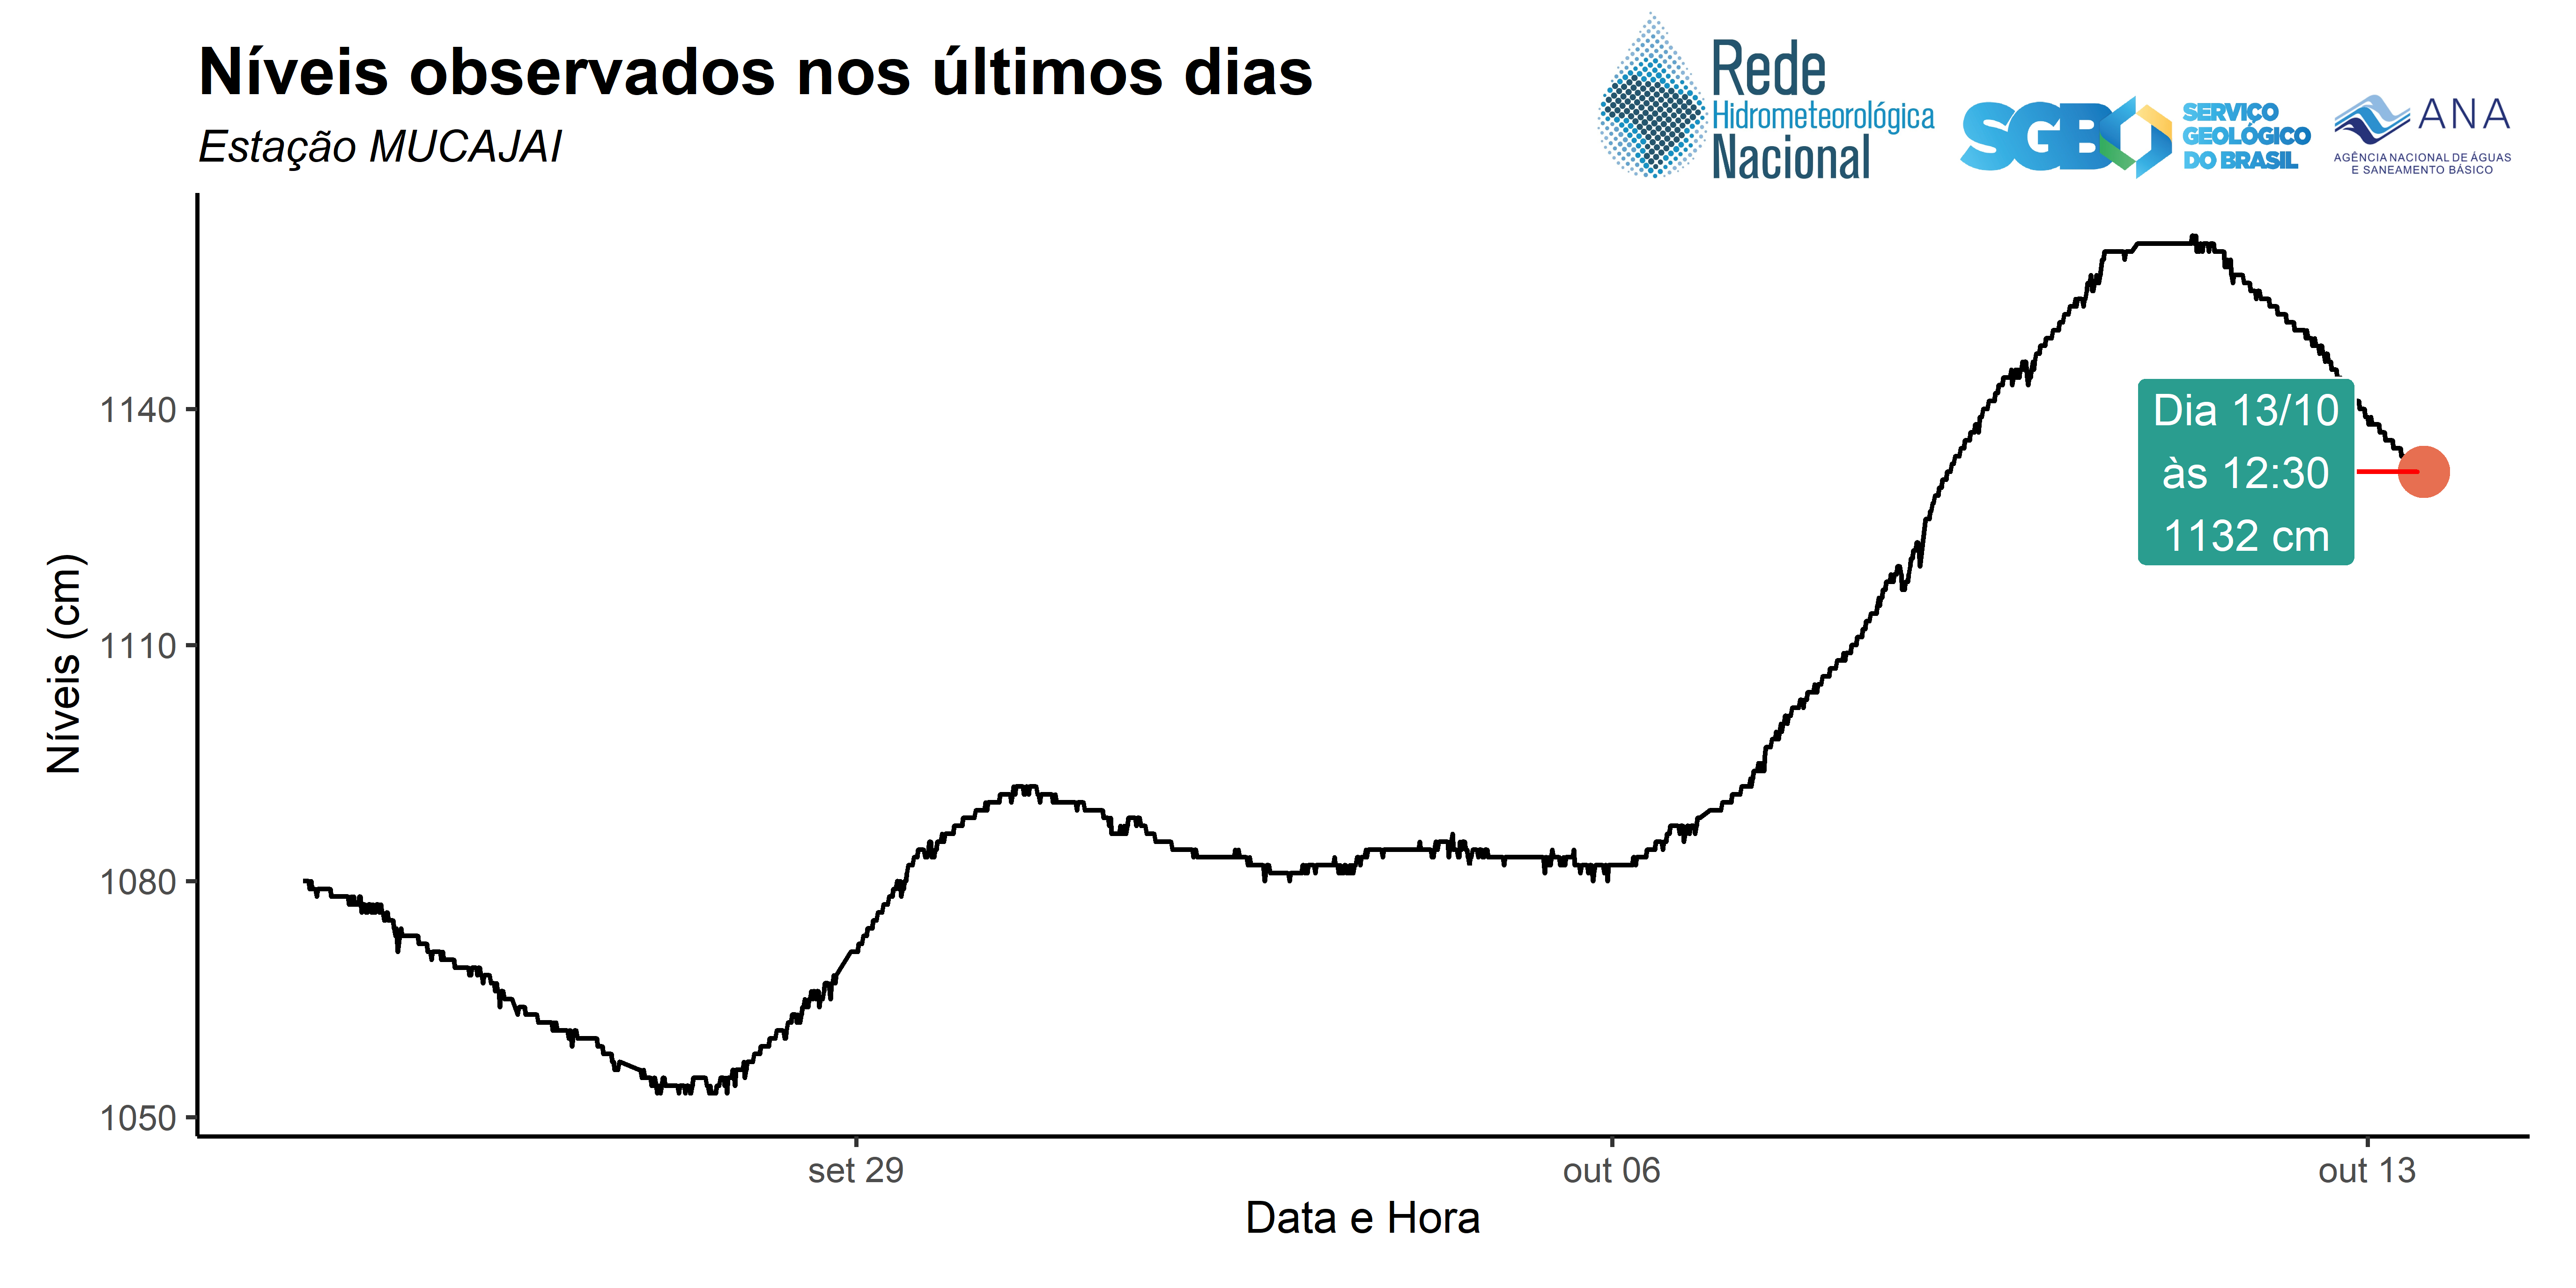 Níveis observados nos últimos dias
Estação MUCAJAI
Rede
Hidrometeorológica
Nacional
SGB
SERVIÇO
GEOLÓGICO
DO BRASIL
ANA
AGÊNCIA NACIONAL DE ÁGUAS
E SANEAMENTO BÁSICO
Níveis (cm)
1140
1110
1080
1050
Dia 13/10
às 12:30
1132 cm
set 29
out 06
out 13
Data e Hora